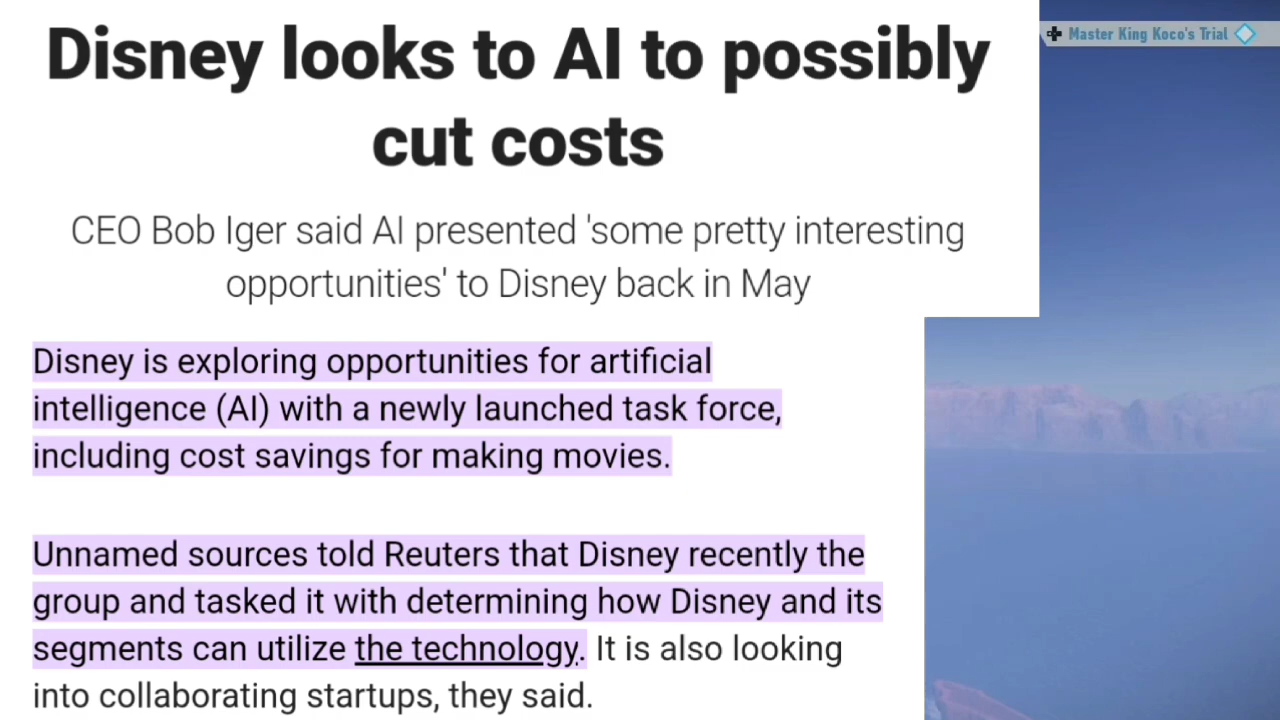 Disney looks to AI to possibly
cut costs
CEO Bob Iger said AI presented 'some pretty interesting
opportunities' to Disney back in May
Disney is exploring opportunities for artificial
intelligence (AI) with a newly launched task force,
including cost savings for making movies.
Unnamed sources told Reuters that Disney recently the
group and tasked it with determining how Disney and its
segments can utilize the technology. It is also looking
into collaborating startups, they said.
Master King Koco's Trial